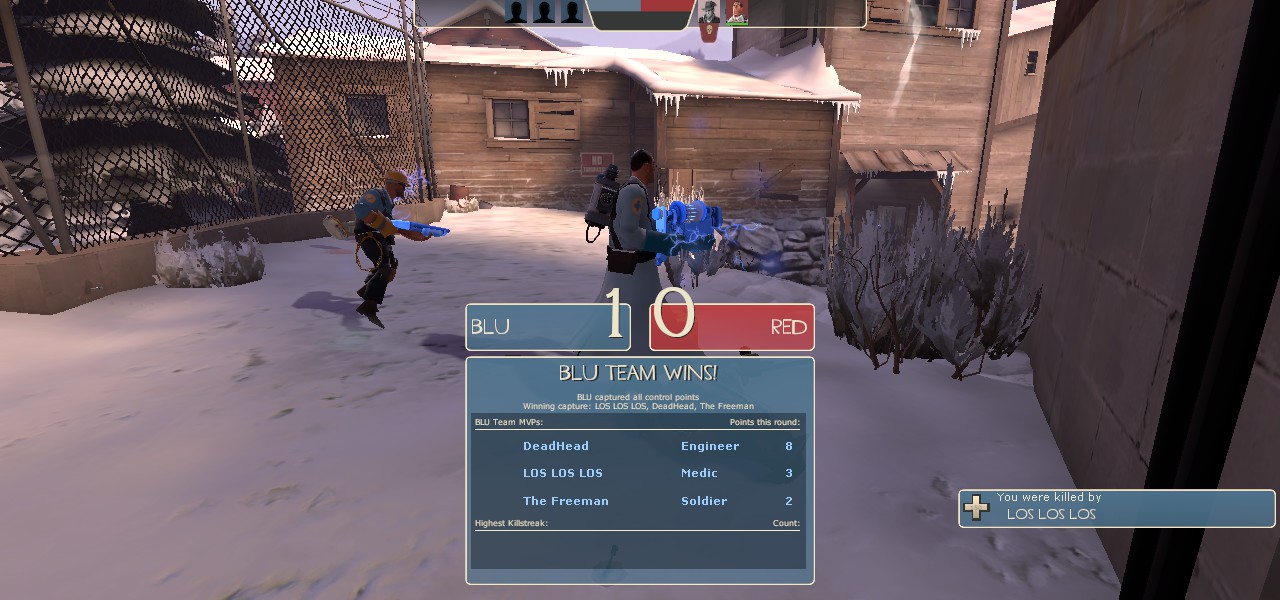 BLU 1 0 RED
BLU TEAM WINS!
BLU captured all control points
Winning capture: LOS LOS LOS, DeadHead, The Freeman
BLU Team MVPs: Points this round:
DeadHead Engineer 8
LOS LOS LOS Medic 3
The Freeman Soldier 2
Highest Killstreak: Count:
You were killed by
LOS LOS LOS